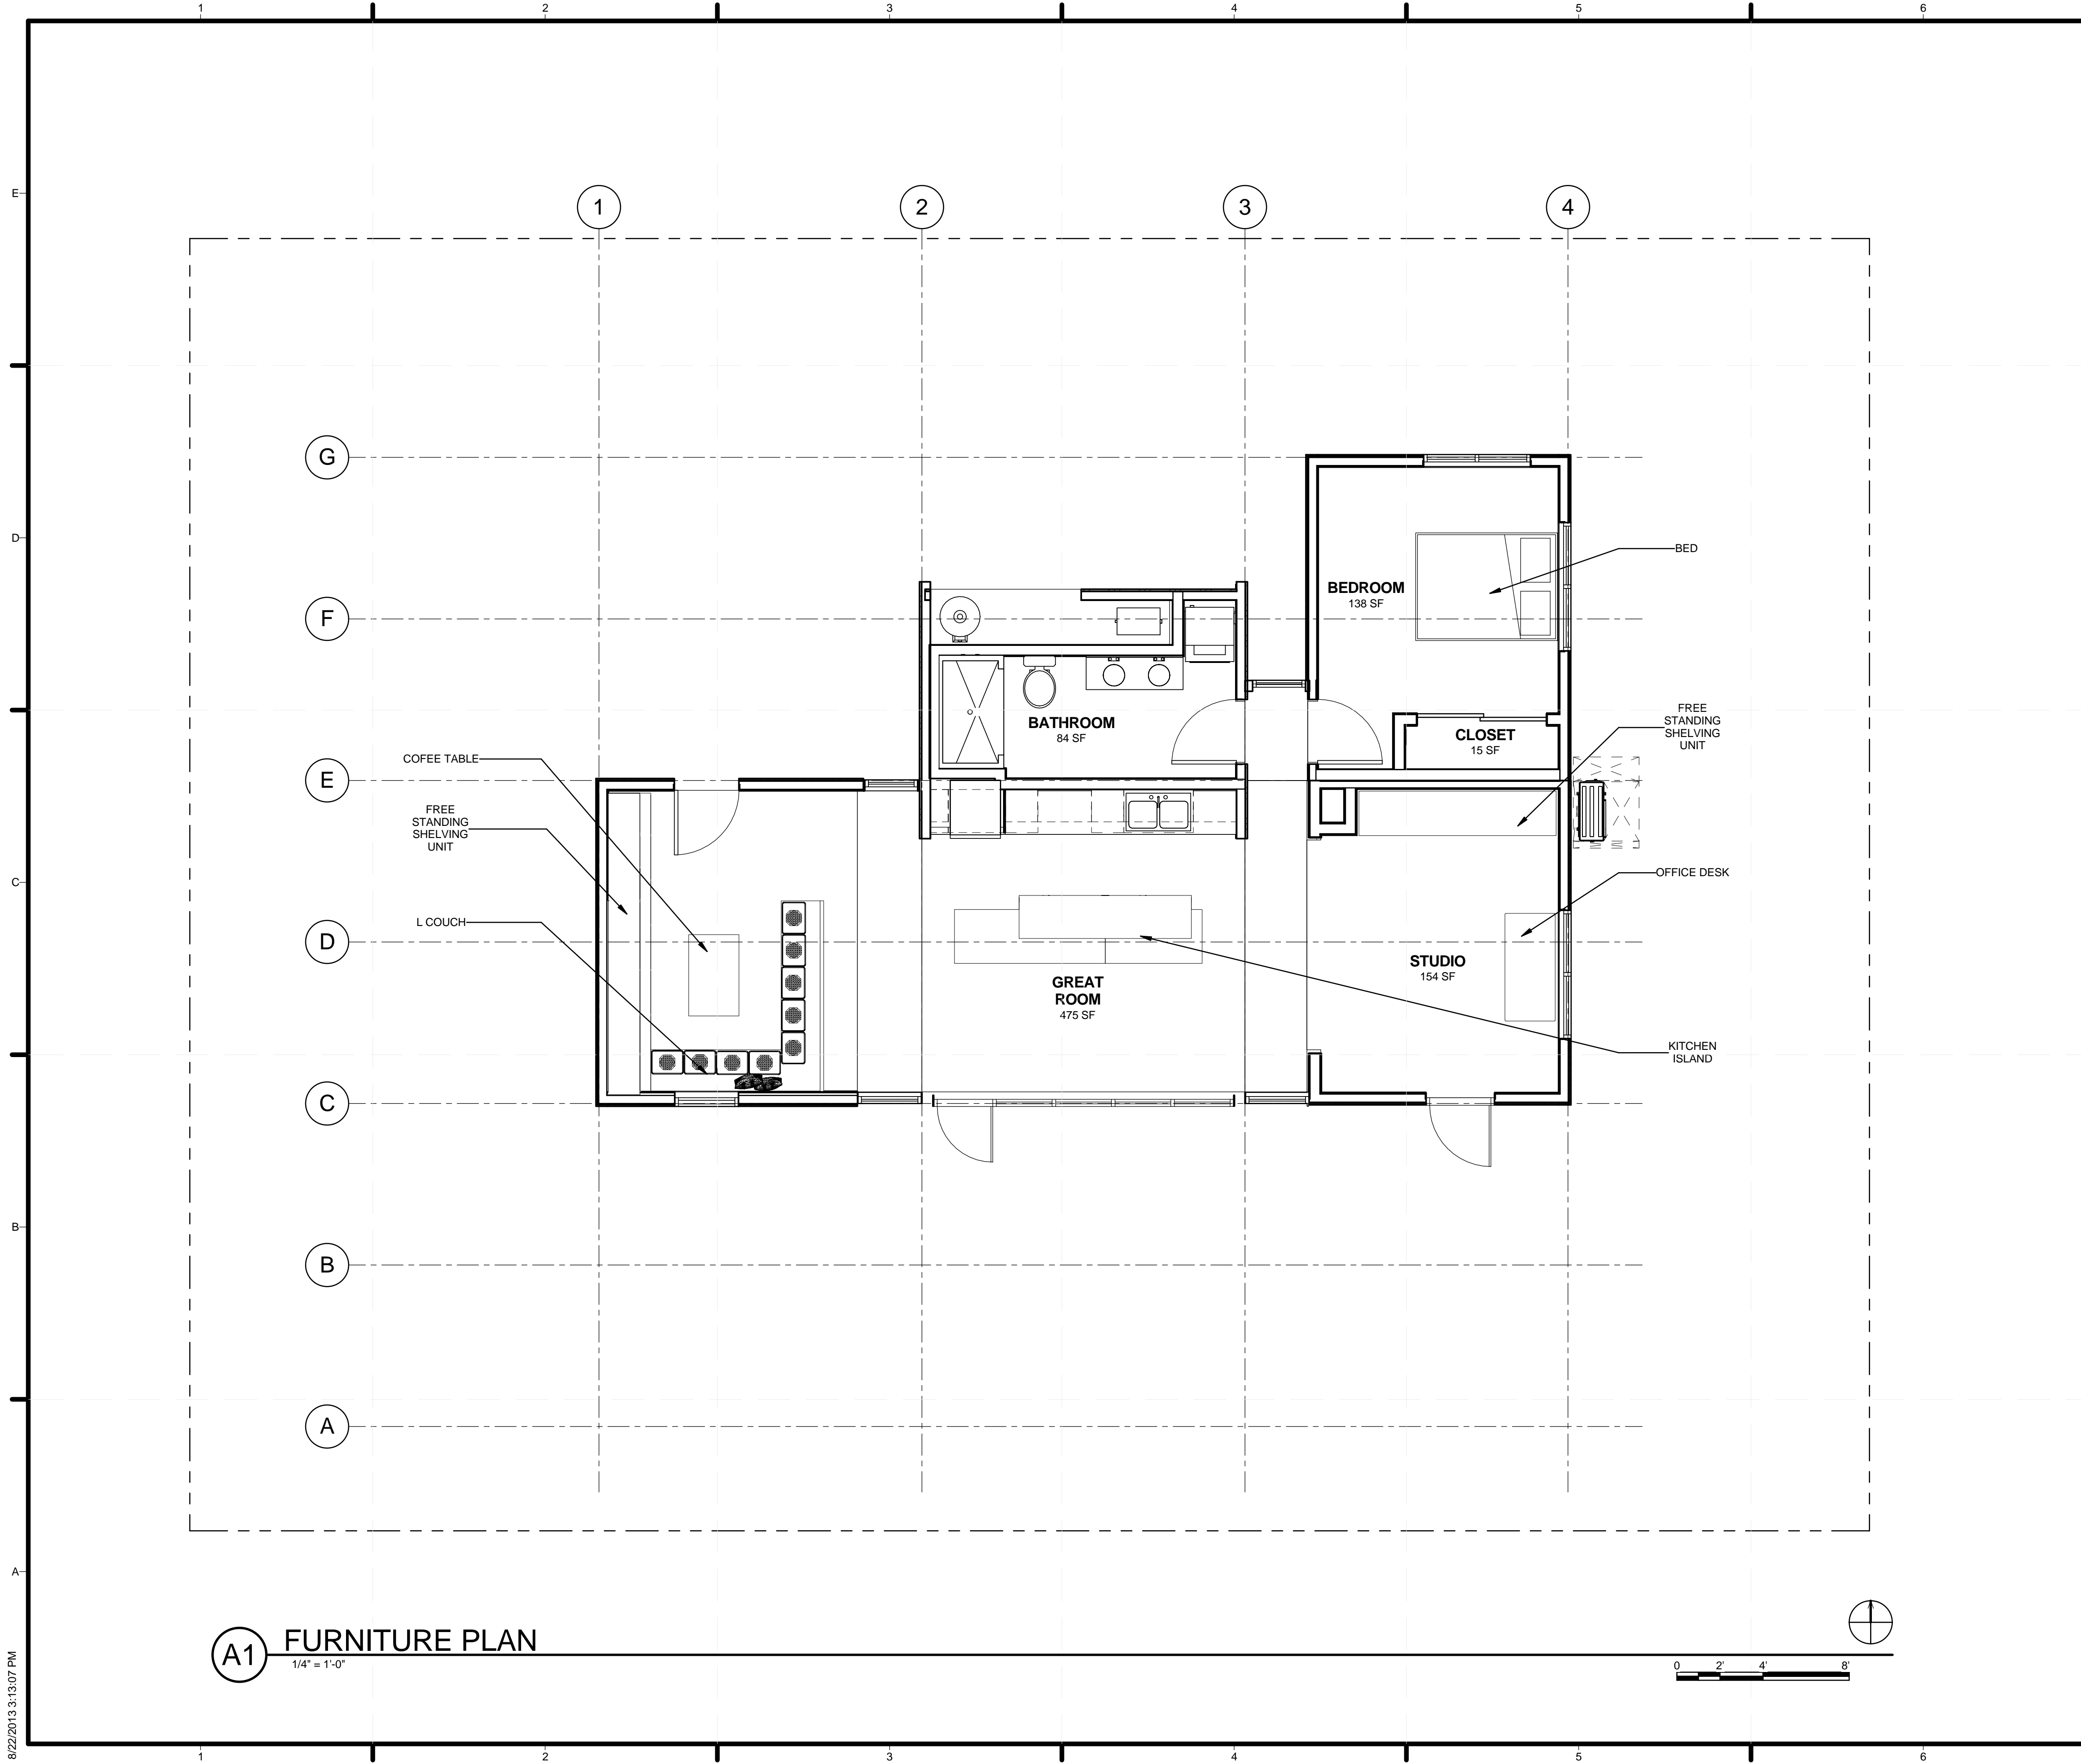 1 2 3 4 5 6
E
1 2 3 4
G
D
BED
BEDROOM
138 SF
F
FREE
STANDING
SHELVING
UNIT
BATHROOM
84 SF
CLOSET
15 SF
COFEE TABLE
E
FREE
STANDING
SHELVING
UNIT
C
OFFICE DESK
L COUCH
D
STUDIO
154 SF
GREAT
ROOM
475 SF
KITCHEN
ISLAND
C
B
B
A
A
A1
FURNITURE PLAN
1/4" = 1'-0"
0 2' 4' 8'
8/22/2013 3:13:07 PM
1 2 3 4 5 6